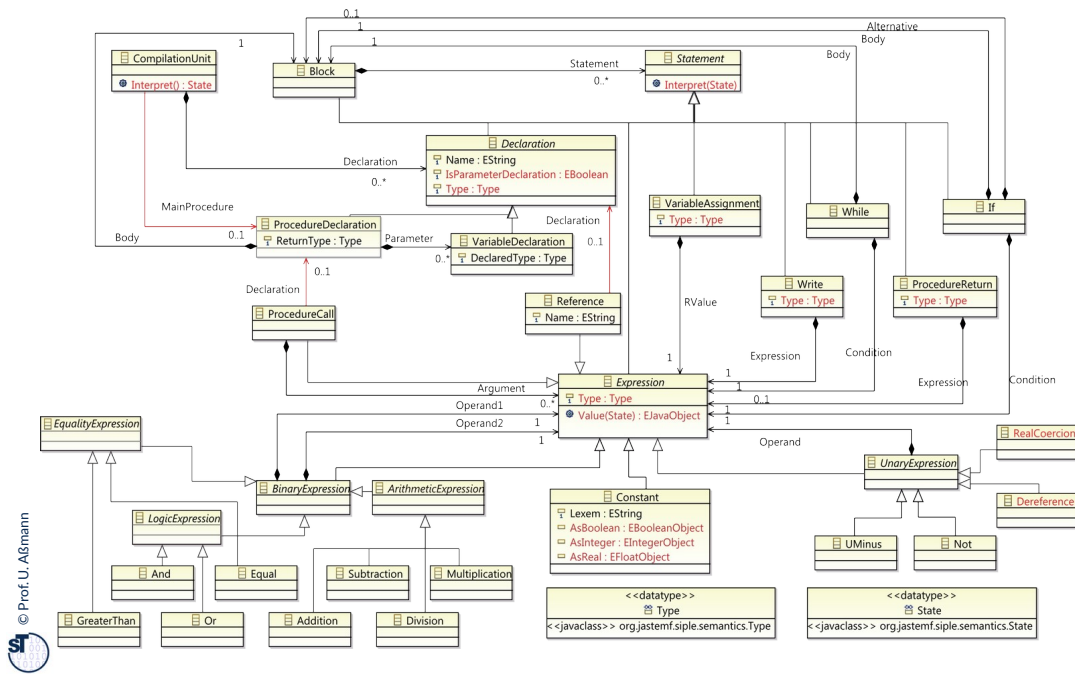 0..1
1
Alternative
1
Body
Body
CompilationUnit
Interpret() : State
Block
Statement
0..*
Statement
Interpret(State)
Declaration
0..*
Declaration
Name : EString
IsParameterDeclaration : EBoolean
Type : Type
MainProcedure
0..1
Body
ProcedureDeclaration
ReturnType : Type
Parameter
0..*
VariableDeclaration
DeclaredType : Type
Declaration
0..1
VariableAssignment
Type : Type
While
If
Declaration
0..1
ProcedureCall
Reference
Name : EString
RValue
1
Write
Type : Type
ProcedureReturn
Type : Type
Expression
1
Condition
1
Expression
0..1
Condition
1
Argument
0..*
Expression
Type : Type
Value(State) : EJavaObject
Operand1
1
Operand2
1
1
Operand
EqualityExpression
BinaryExpression
ArithmeticExpression
LogicExpression
UnaryExpression
RealCoercion
Dereference
Constant
Lexem : EString
AsBoolean : EBooleanObject
AsInteger : EIntegerObject
AsReal : EFloatObject
UMinus
Not
And
Equal
Subtraction
Multiplication
GreaterThan
Or
Addition
Division
<<datatype>>
Type
<<javaclass>> org.jastemf.siple.semantics.Type
<<datatype>>
State
<<javaclass>> org.jastemf.siple.semantics.State
© Prof. U. Aßmann
ST